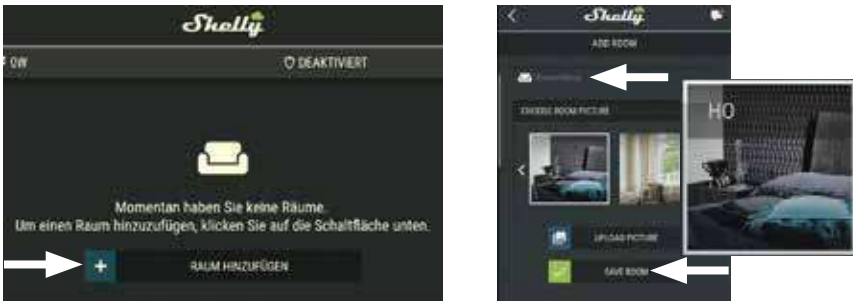 Shelly
0W
DEAKTIVIERT
Momentan haben Sie keine Räume.
Um einen Raum hinzuzufügen, klicken Sie auf die Schaltfläche unten.
+ RAUM HINZUFÜGEN
Shelly
ADD ROOM
CHOOSE ROOM PICTURE
HO
UPLOAD PICTURE
SAVE ROOM